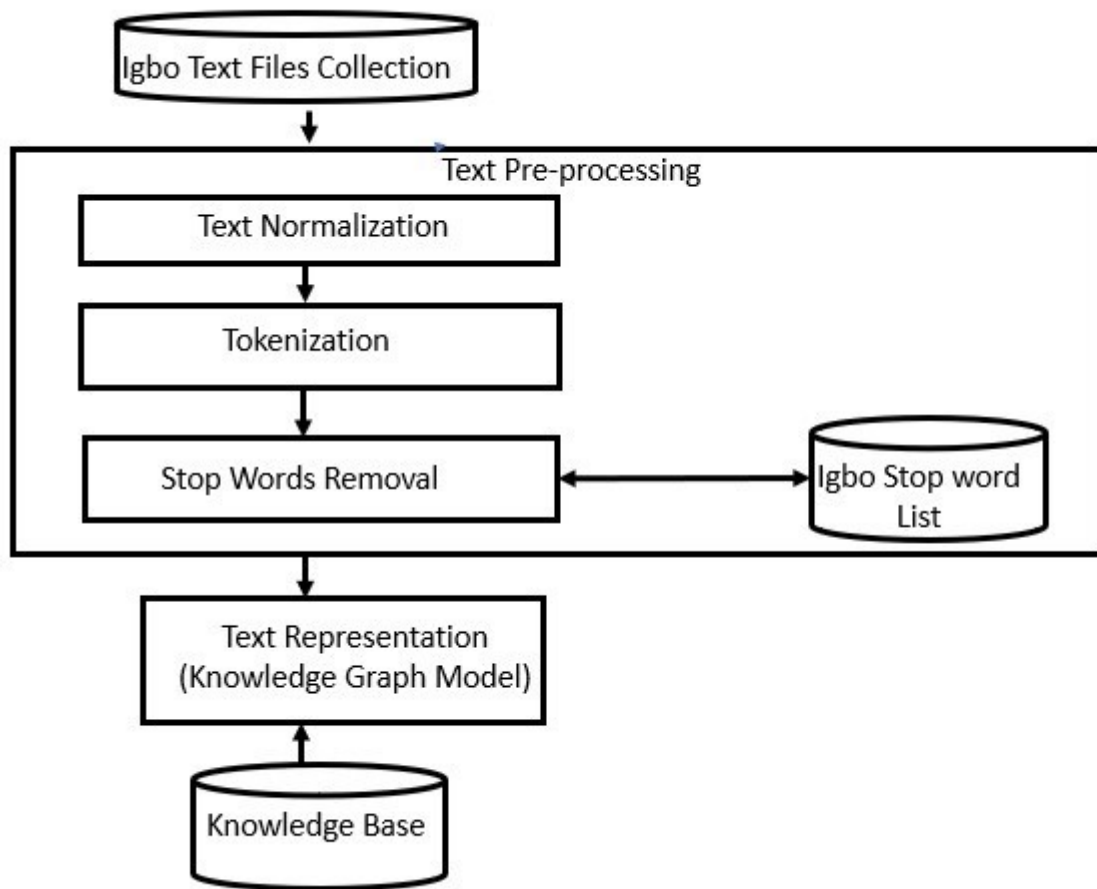 Igbo Text Files Collection
Text Pre-processing
Text Normalization
Tokenization
Stop Words Removal
Igbo Stop word
List
Text Representation
(Knowledge Graph Model)
Knowledge Base